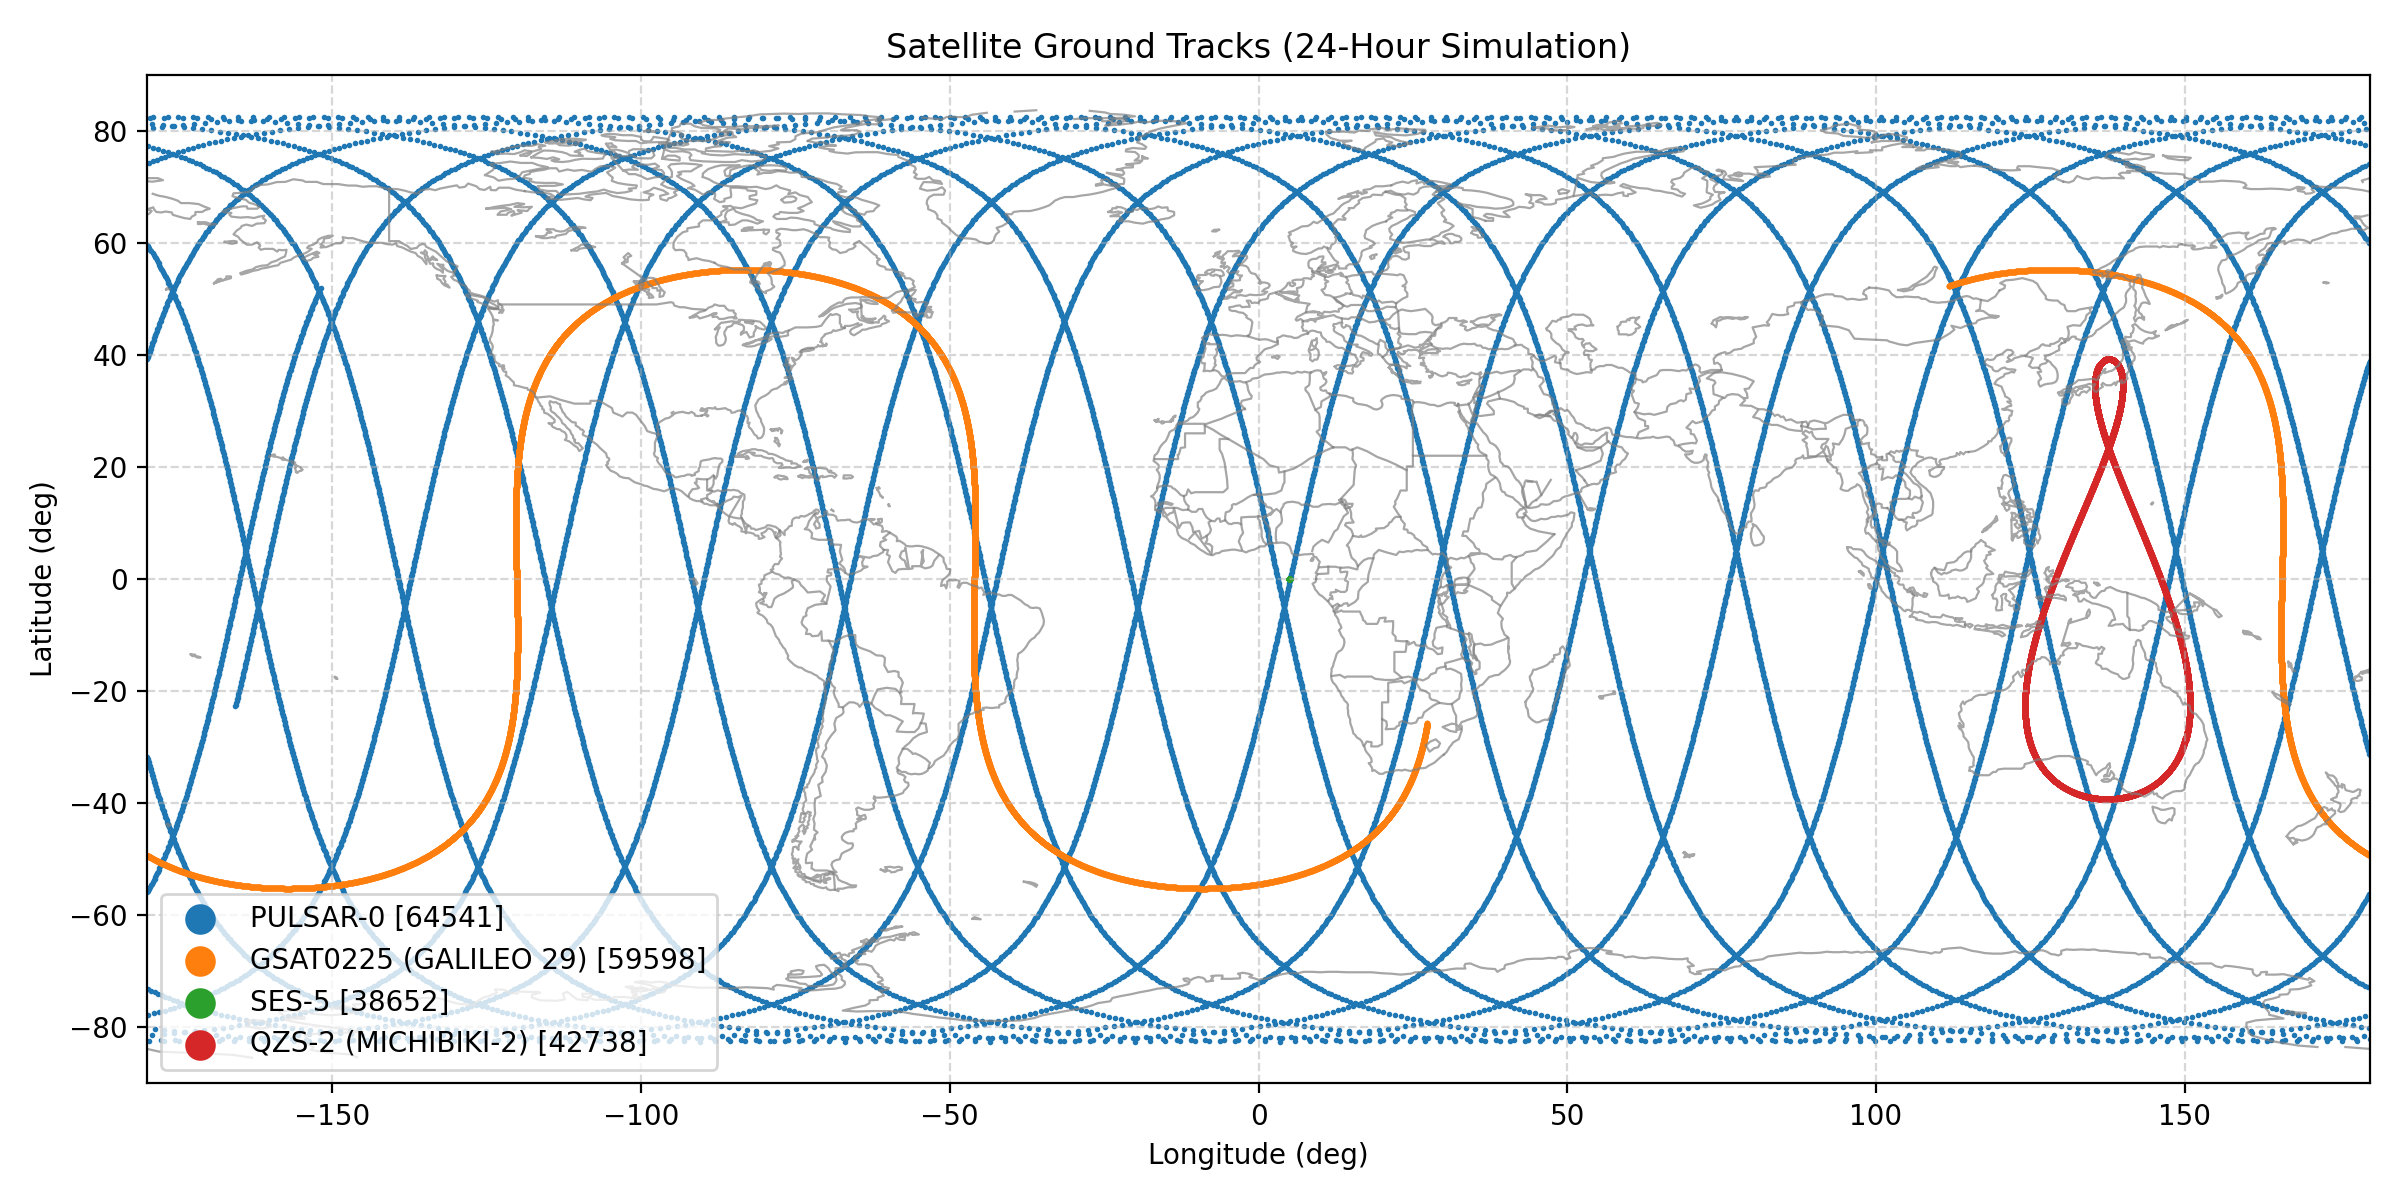 Satellite Ground Tracks (24-Hour Simulation)
80
60
40
20
0
−20
−40
−60
−80
Latitude (deg)
PULSAR-0 [64541]
GSAT0225 (GALILEO 29) [59598]
SES-5 [38652]
QZS-2 (MICHIBIKI-2) [42738]
−150 −100 −50 0 50 100 150
Longitude (deg)